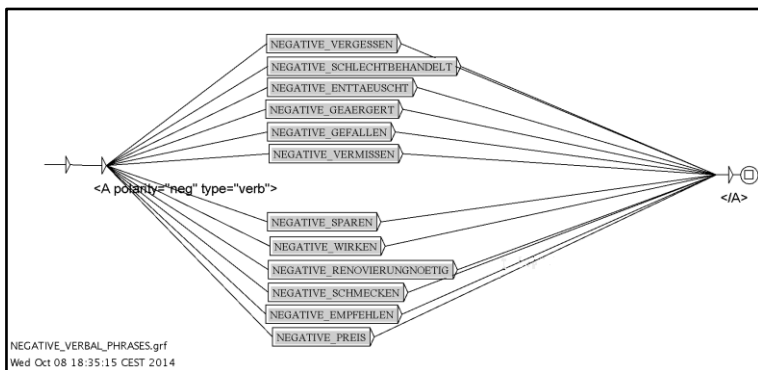 NEGATIVE_VERGESSEN
NEGATIVE_SCHLECHTBEHANDELT
NEGATIVE_ENTTAEUSCHT
NEGATIVE_GEAERGERT
NEGATIVE_GEFALLEN
NEGATIVE_VERMISSEN
<A polarity="neg" type="verb">
</A>
NEGATIVE_SPAREN
NEGATIVE_WIRKEN
NEGATIVE_RENOVIERUNGNOETIG
NEGATIVE_SCHMECKEN
NEGATIVE_EMPFEHLEN
NEGATIVE_PREIS
NEGATIVE_VERBAL_PHRASES.grf
Wed Oct 08 18:35:15 CEST 2014